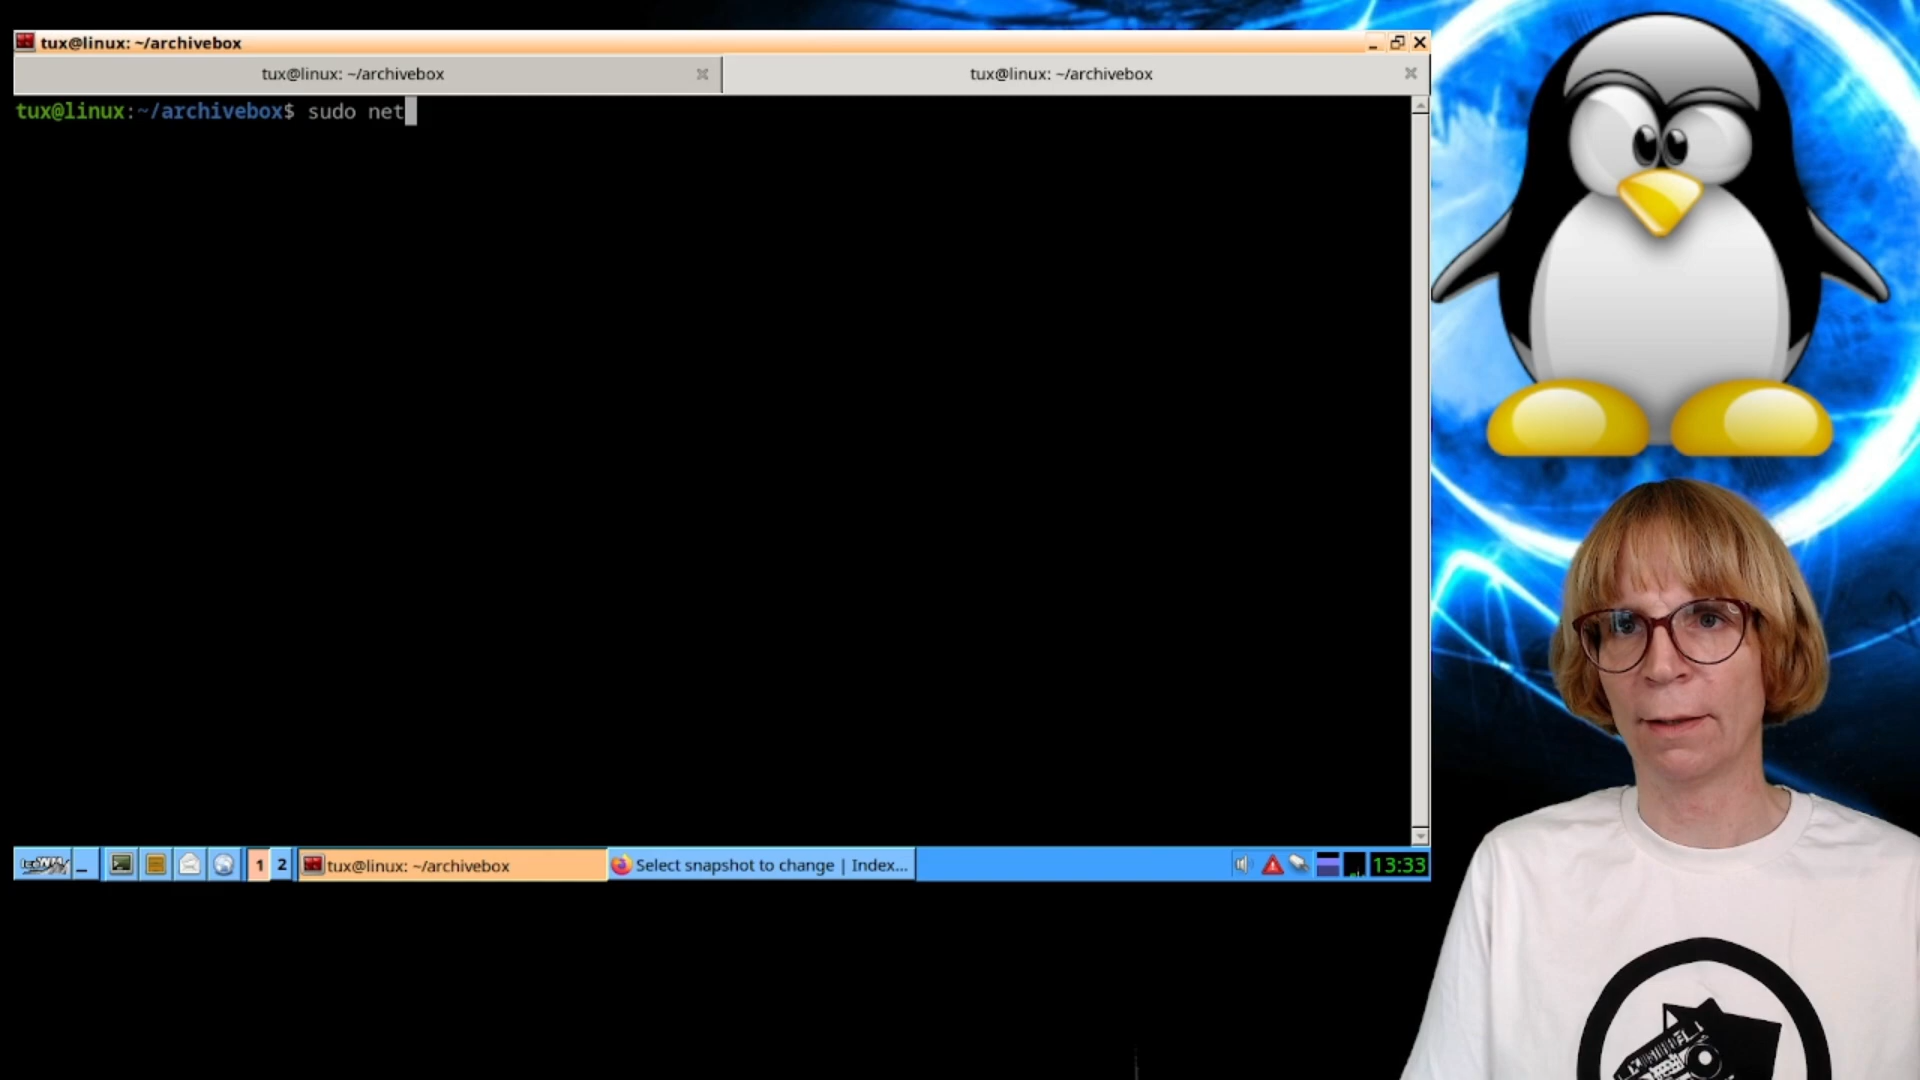 tux@linux: ~/archivebox
tux@linux: ~/archivebox
tux@linux: ~/archivebox
tux@linux:~/archivebox$ sudo net
1 2 tux@linux: ~/archivebox Select snapshot to change | Index... 13:33